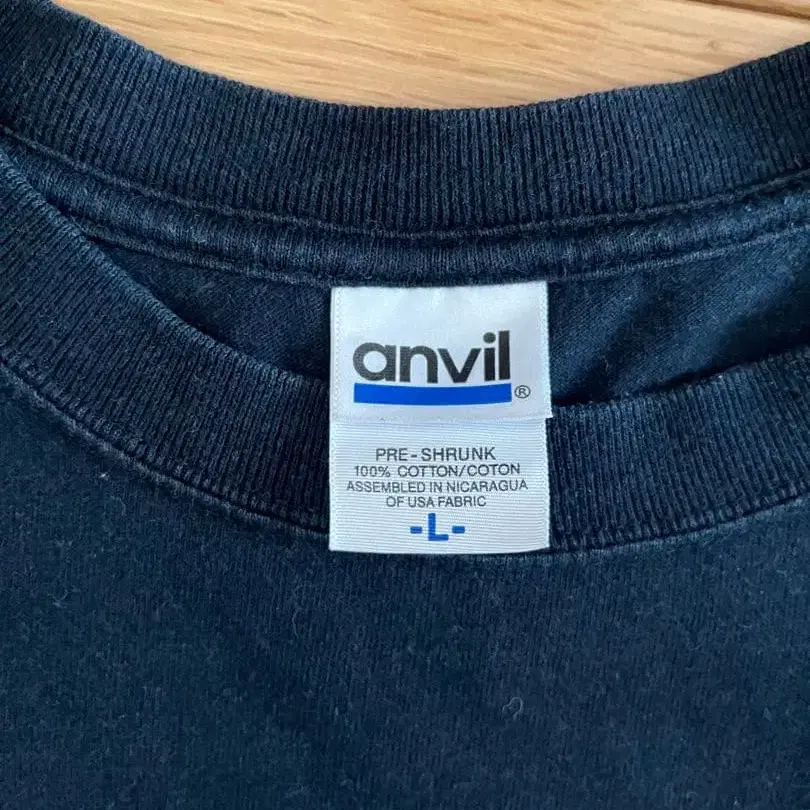 anvil®
PRE-SHRUNK
100% COTTON/COTON
ASSEMBLED IN NICARAGUA
OF USA FABRIC
-L-